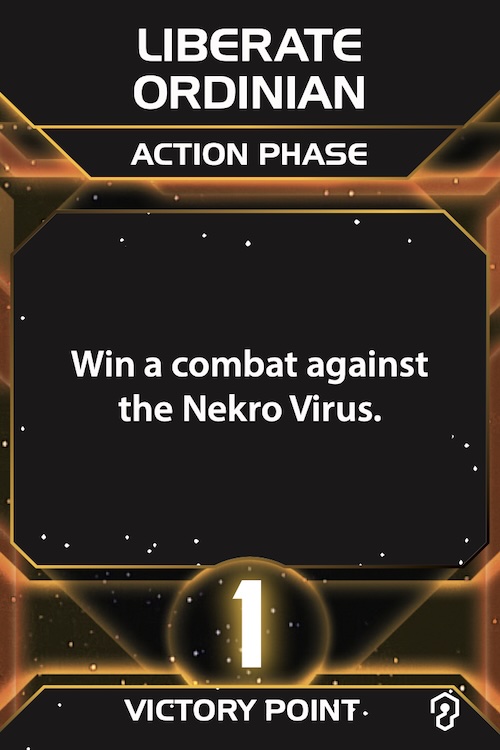 LIBERATE
ORDINIAN
ACTION PHASE
Win a combat against
the Nekro Virus.
1
VICTORY POINT